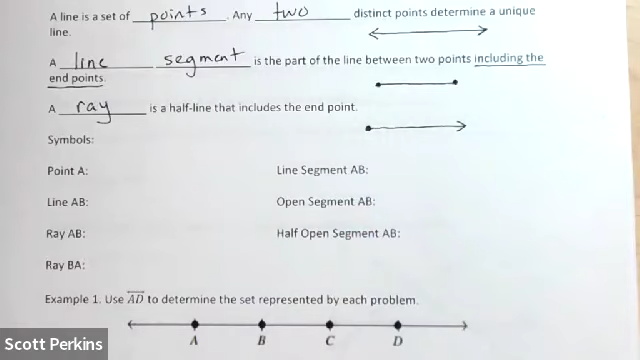 A line is a set of points. Any two distinct points determine a unique
line.
A line segment is the part of the line between two points including the
end points.
A ray is a half-line that includes the end point.
Symbols:
Point A: Line Segment AB:
Line AB: Open Segment AB:
Ray AB: Half Open Segment AB:
Ray BA:
Example 1. Use AD to determine the set represented by each problem.
A B C D
Scott Perkins